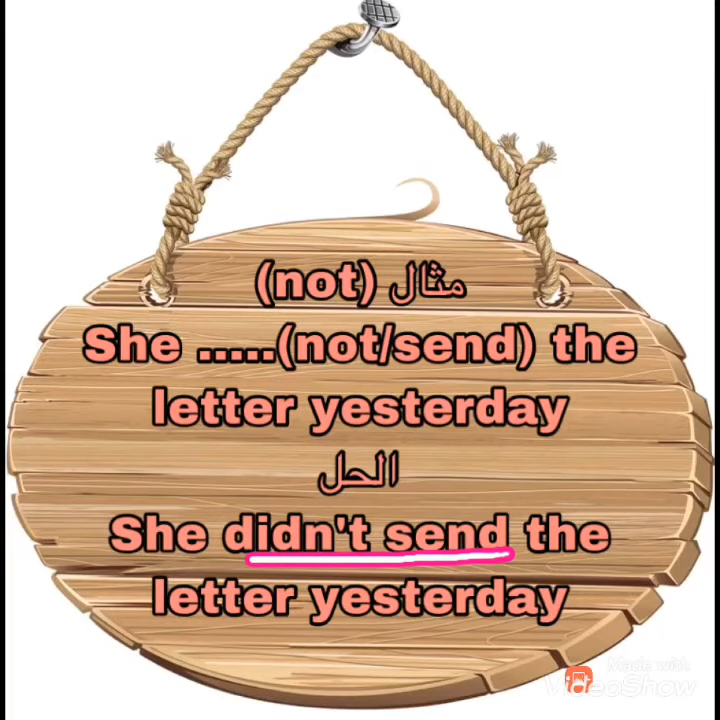 مثال (not)
She .....(not/send) the
letter yesterday
الحل
She didn't send the
letter yesterday
Made with
VideoShow